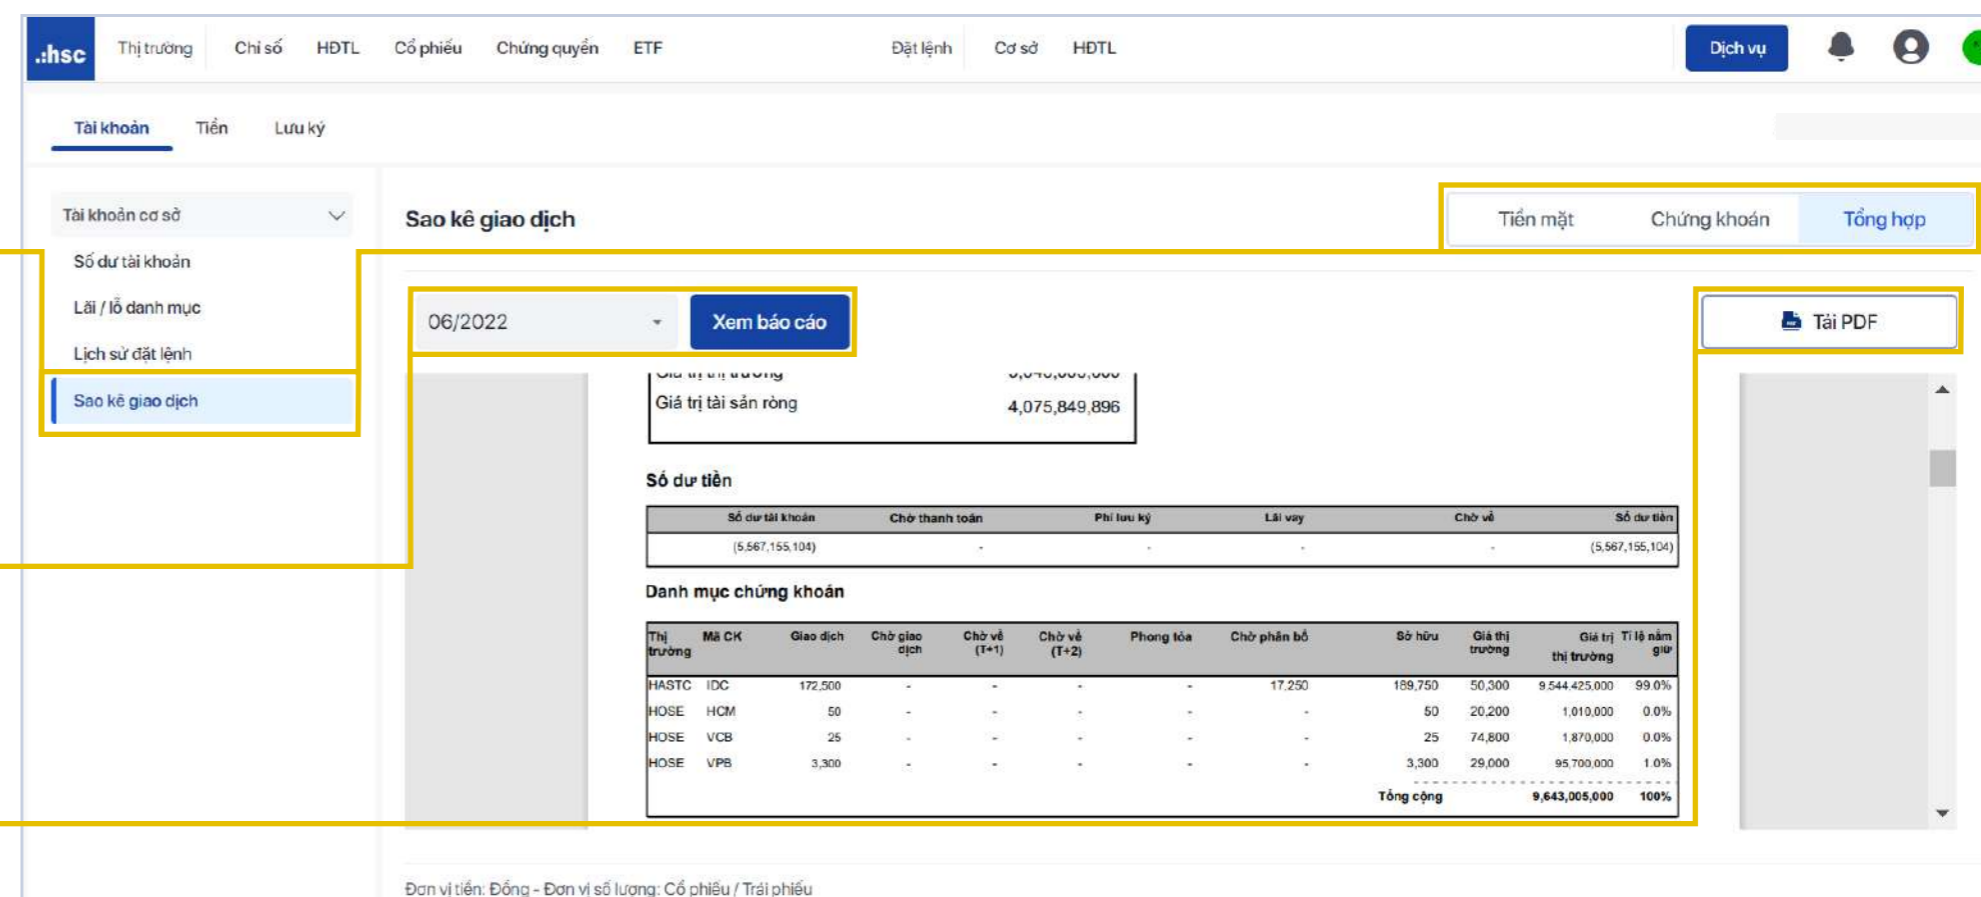 .:hsc Thị trường Chỉ số HĐTL Cổ phiếu Chứng quyền ETF Đặt lệnh Cơ sở HĐTL Dịch vụ
Tài khoản Tiền Lưu ký
Tài khoản cơ sở
Số dư tài khoản
Lãi / lỗ danh mục
Lịch sử đặt lệnh
Sao kê giao dịch
Sao kê giao dịch Tiền mặt Chứng khoán Tổng hợp
06/2022 Xem báo cáo Tải PDF
Giá trị tài sản ròng 4,075,849,896
Số dư tiền
Số dư tài khoản Chờ thanh toán Phí lưu ký Lãi vay Chờ về Số dư tiền
(5,567,155,104) - - - - (5,567,155,104)
Danh mục chứng khoán
Thị trường Mã CK Giao dịch Chờ giao dịch Chờ về (T+1) Chờ về (T+2) Phong tỏa Chờ phân bổ Sở hữu Giá thị trường Giá trị thị trường Tỉ lệ nắm giữ
HASTC IDC 172,500 - - - - 17,250 189,750 50,300 9,544,425,000 99.0%
HOSE HCM 50 - - - - - 50 20,200 1,010,000 0.0%
HOSE VCB 25 - - - - - 25 74,800 1,870,000 0.0%
HOSE VPB 3,300 - - - - - 3,300 29,000 95,700,000 1.0%
Tổng cộng 9,643,005,000 100%
Đơn vị tiền: Đồng - Đơn vị số lượng: Cổ phiếu / Trái phiếu